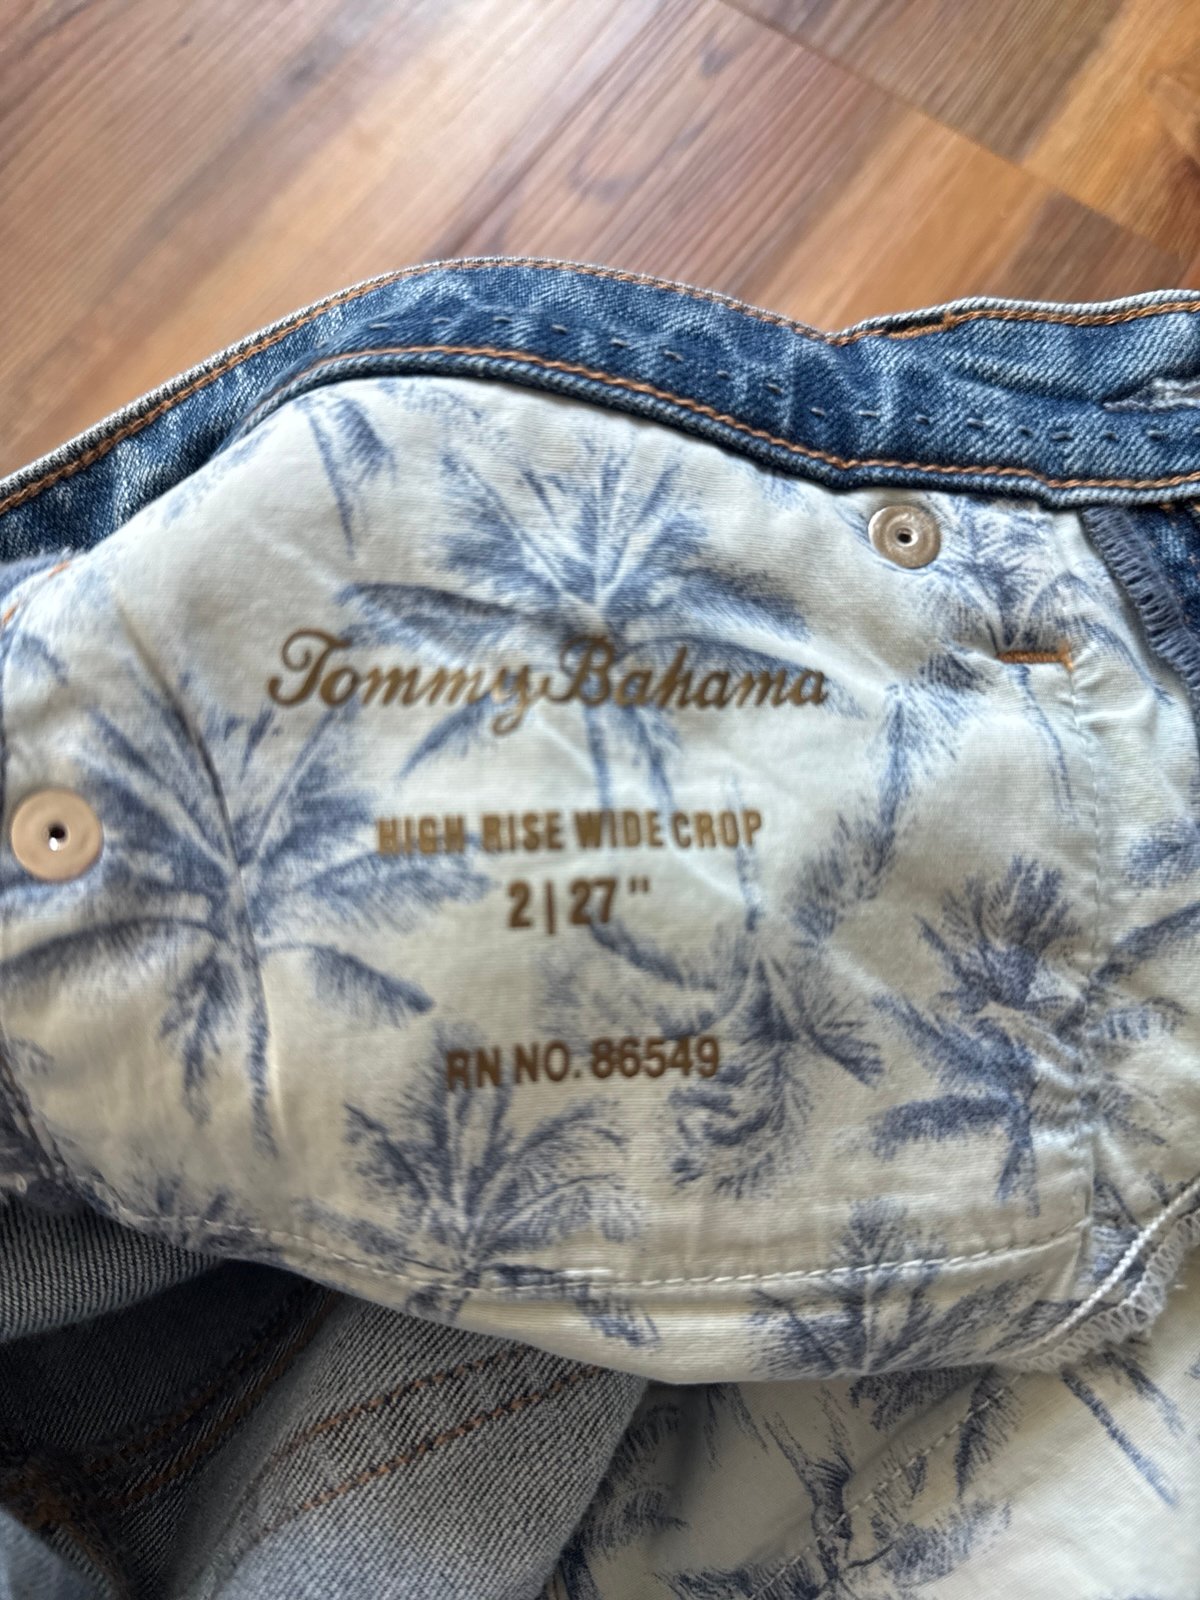 Tommy Bahama
HIGH RISE WIDE CROP
2|27"
RN NO. 86549